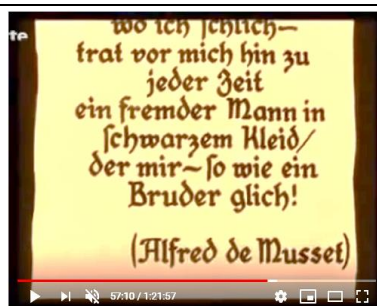 te
wo ich schlich—
trat vor mich hin zu
jeder Zeit
ein fremder Mann in
schwarzem Kleid/
der mir— so wie ein
Bruder glich!
(Alfred de Musset)
57:10 / 1:21:57